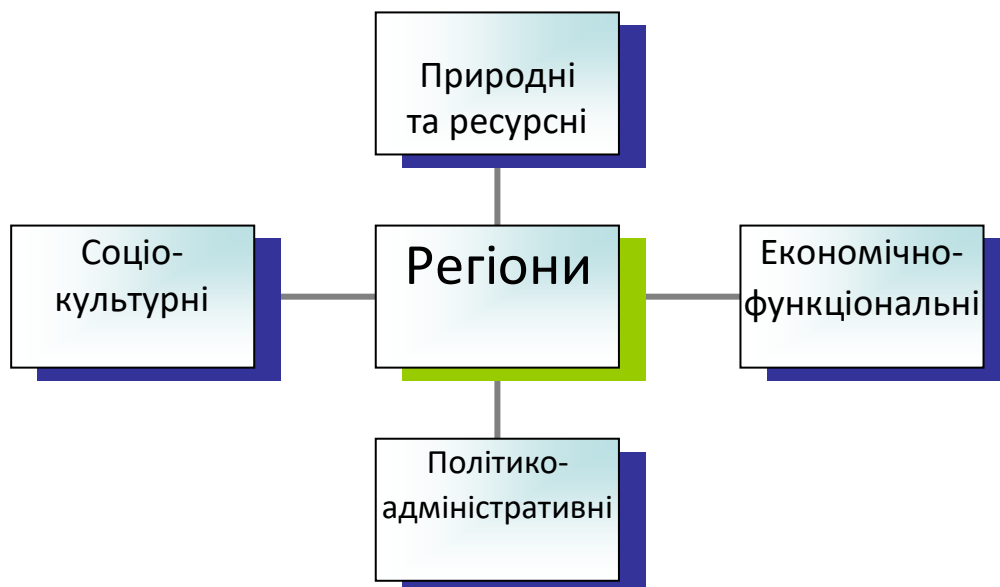 Природні
та ресурсні
Соціо-
культурні
Регіони
Економічно-
функціональні
Політико-
адміністративні